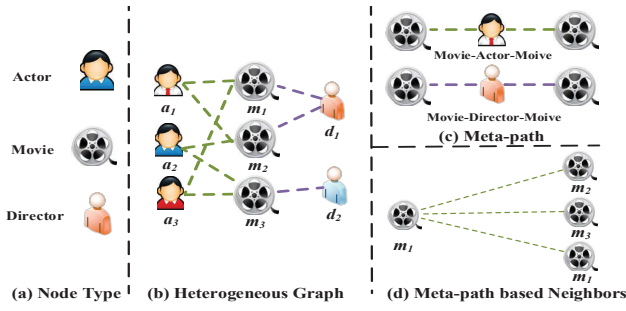 Actor
Movie
Director
(a) Node Type
a1
a2
a3
m1
m2
m3
d1
d2
(b) Heterogeneous Graph
Movie-Actor-Moive
Movie-Director-Moive
(c) Meta-path
m1
m2
m3
m1
(d) Meta-path based Neighbors